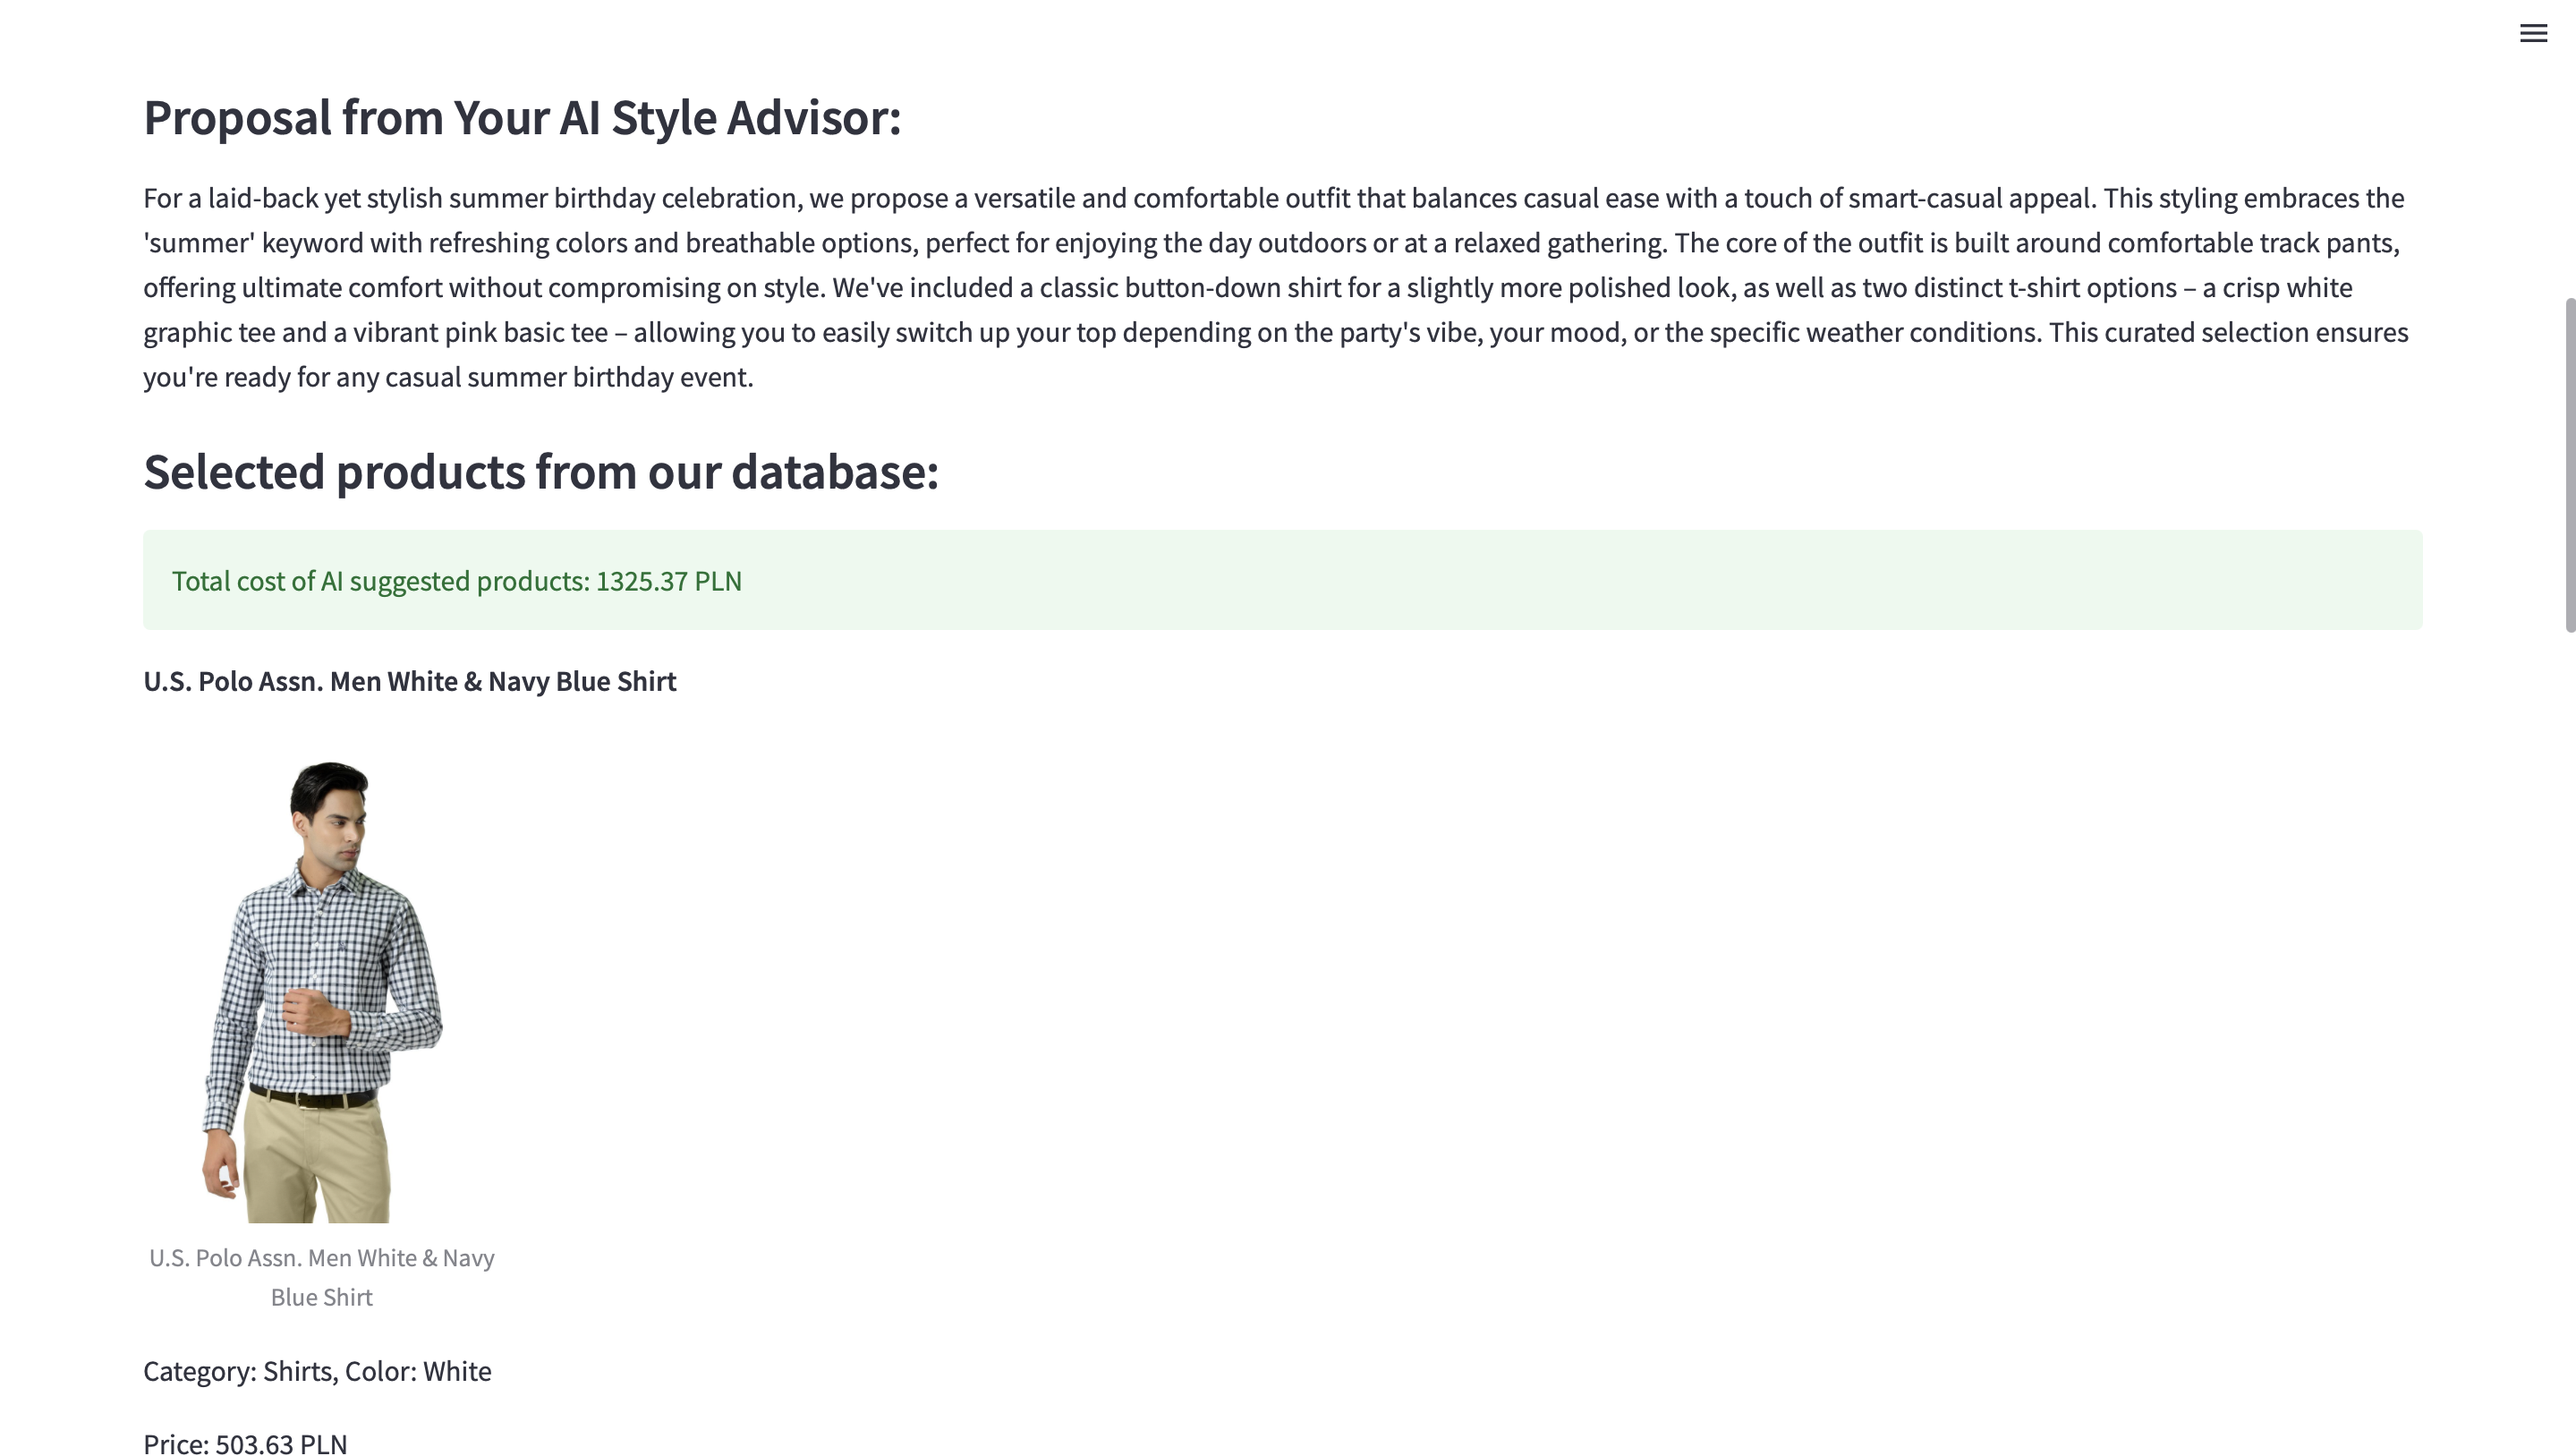 Proposal from Your AI Style Advisor:
For a laid-back yet stylish summer birthday celebration, we propose a versatile and comfortable outfit that balances casual ease with a touch of smart-casual appeal. This styling embraces the
'summer' keyword with refreshing colors and breathable options, perfect for enjoying the day outdoors or at a relaxed gathering. The core of the outfit is built around comfortable track pants,
offering ultimate comfort without compromising on style. We've included a classic button-down shirt for a slightly more polished look, as well as two distinct t-shirt options – a crisp white
graphic tee and a vibrant pink basic tee – allowing you to easily switch up your top depending on the party's vibe, your mood, or the specific weather conditions. This curated selection ensures
you're ready for any casual summer birthday event.
Selected products from our database:
Total cost of AI suggested products: 1325.37 PLN
U.S. Polo Assn. Men White & Navy Blue Shirt
U.S. Polo Assn. Men White & Navy
Blue Shirt
Category: Shirts, Color: White
Price: 503.63 PLN